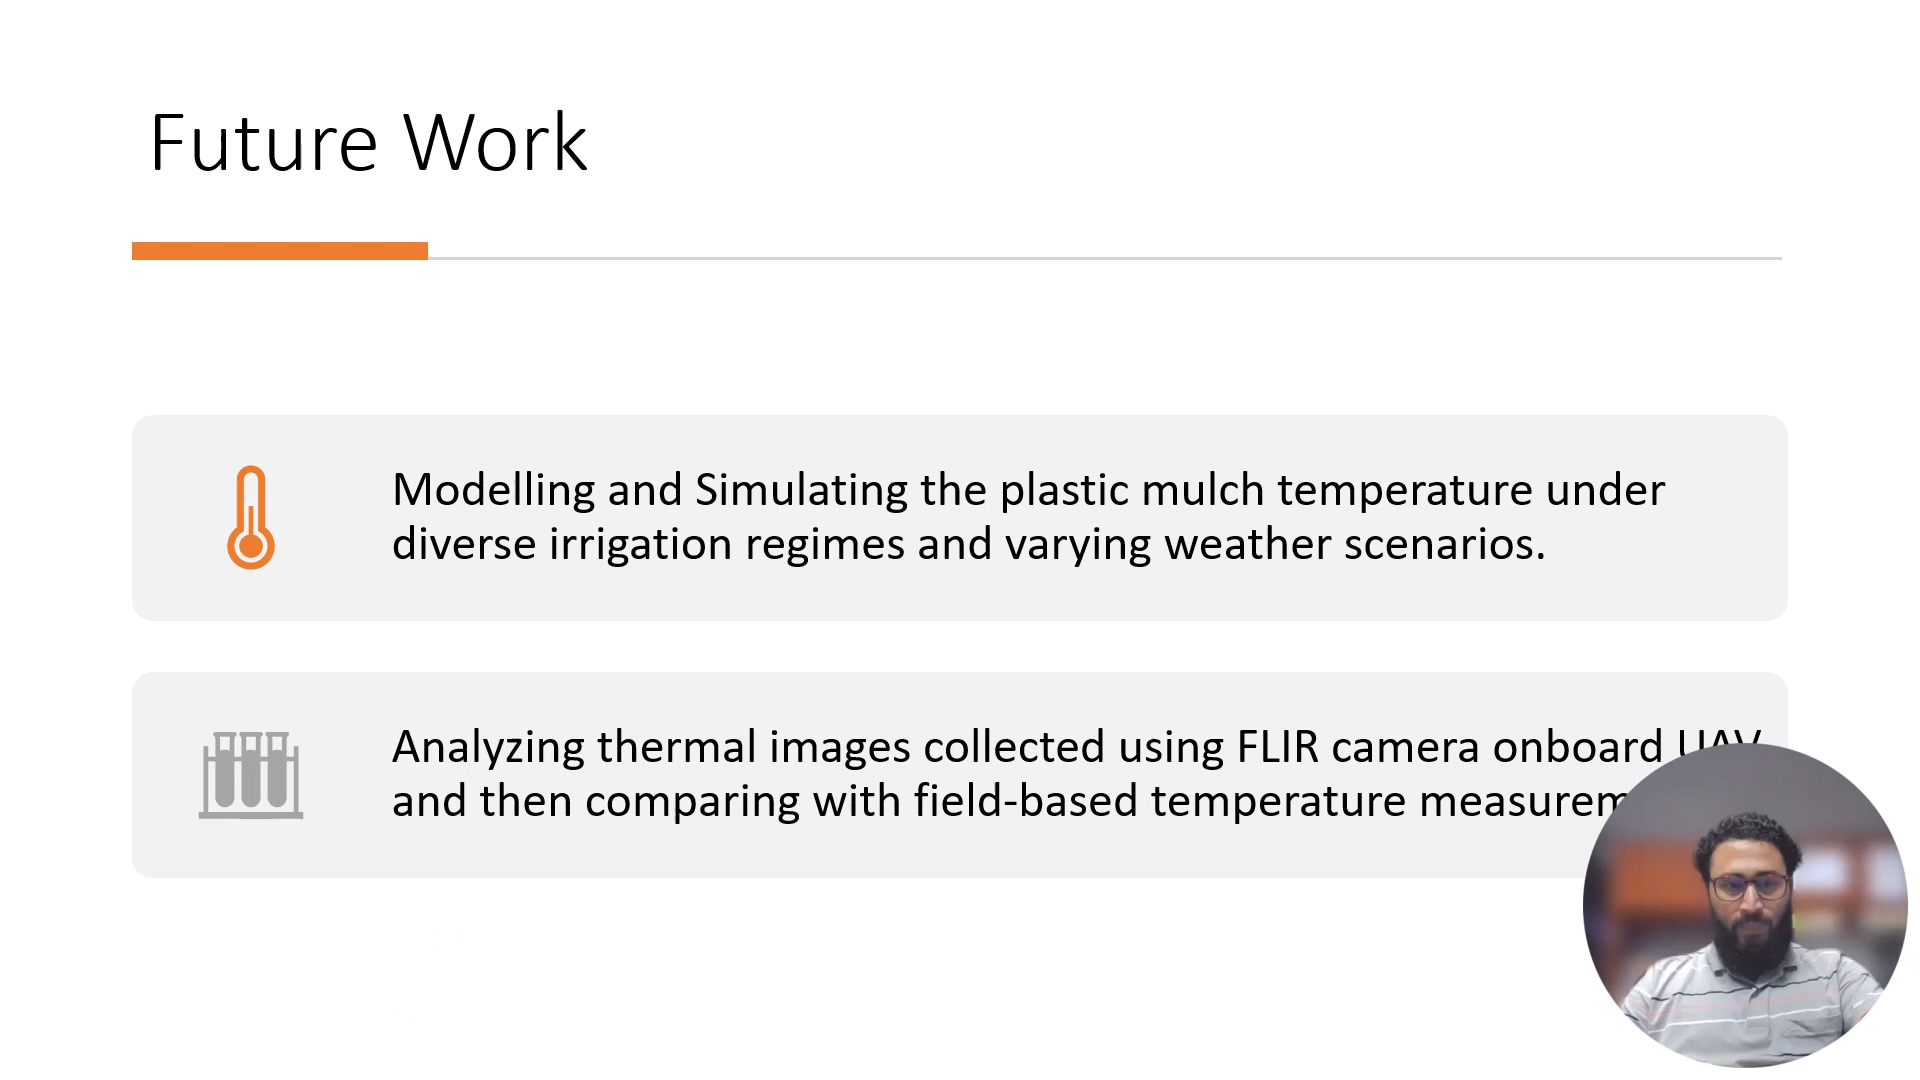 Future Work
Modelling and Simulating the plastic mulch temperature under
diverse irrigation regimes and varying weather scenarios.
Analyzing thermal images collected using FLIR camera onboard UAV
and then comparing with field-based temperature